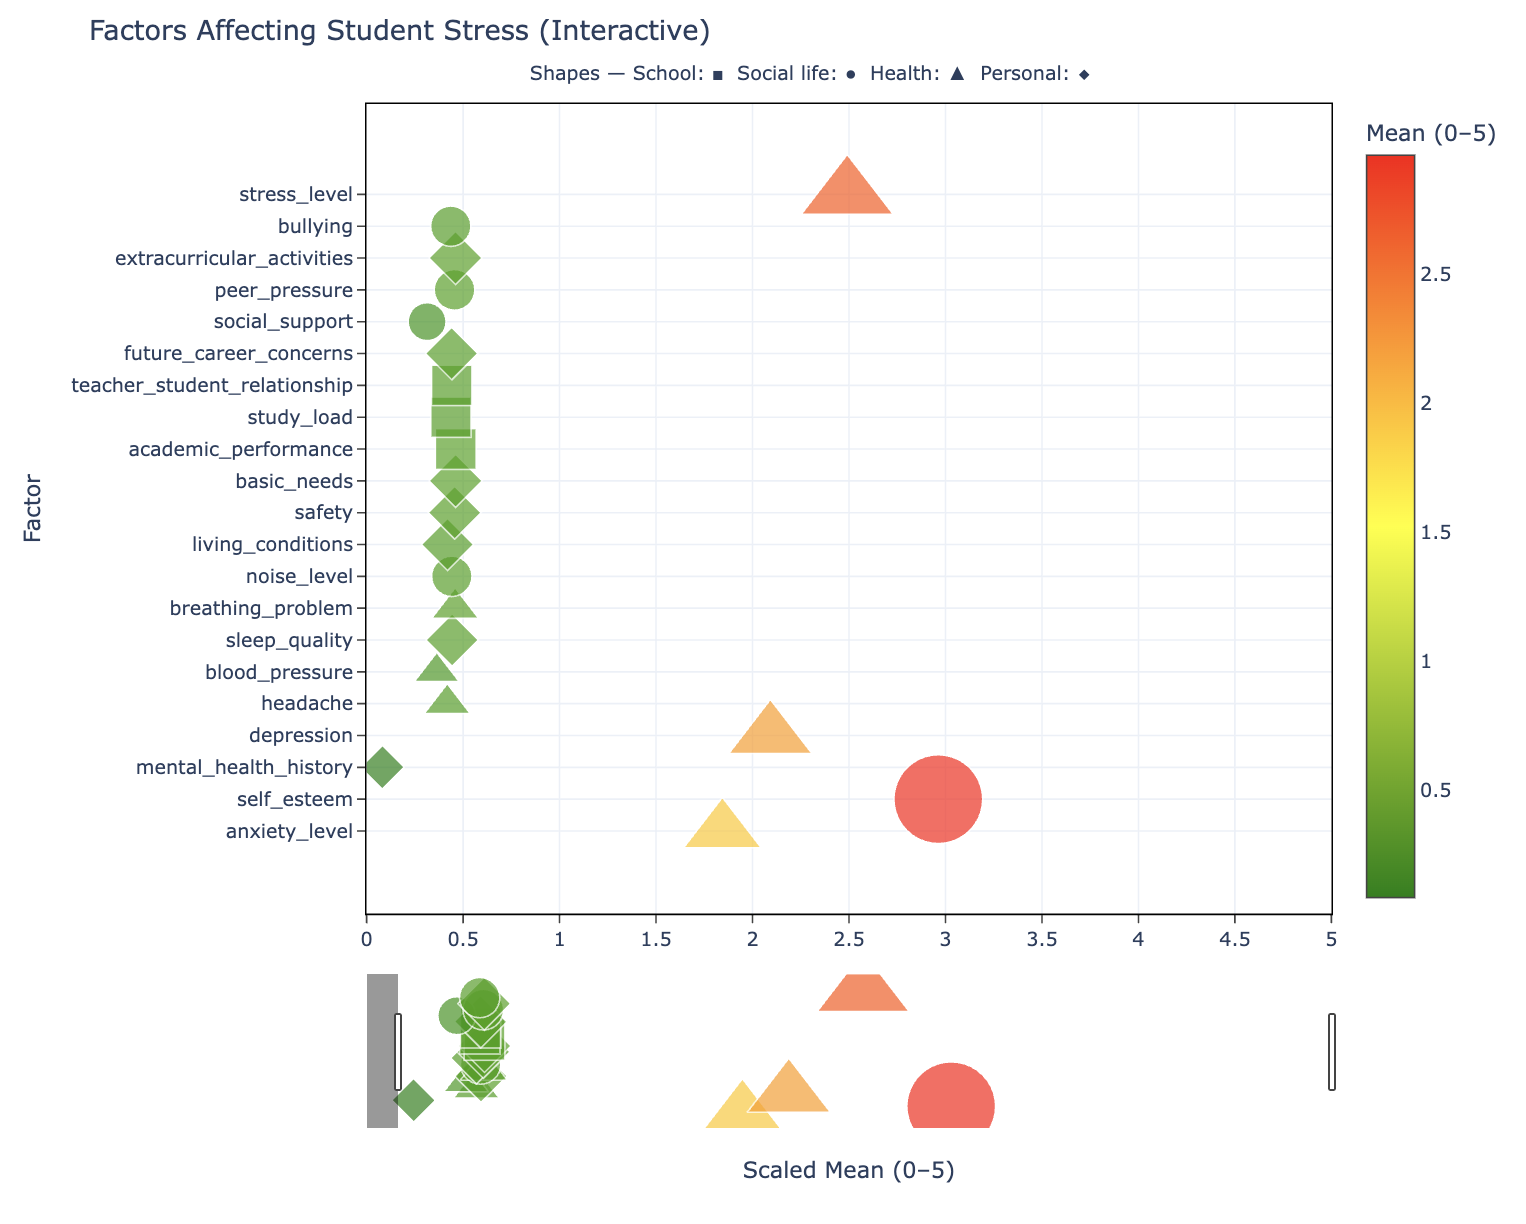 Factors Affecting Student Stress (Interactive)
Shapes — School: ■ Social life: ● Health: ▲ Personal: ◆
Mean (0–5)
2.5
2
1.5
1
0.5
Factor
stress_level
bullying
extracurricular_activities
peer_pressure
social_support
future_career_concerns
teacher_student_relationship
study_load
academic_performance
basic_needs
safety
living_conditions
noise_level
breathing_problem
sleep_quality
blood_pressure
headache
depression
mental_health_history
self_esteem
anxiety_level
0 0.5 1 1.5 2 2.5 3 3.5 4 4.5 5
Scaled Mean (0–5)